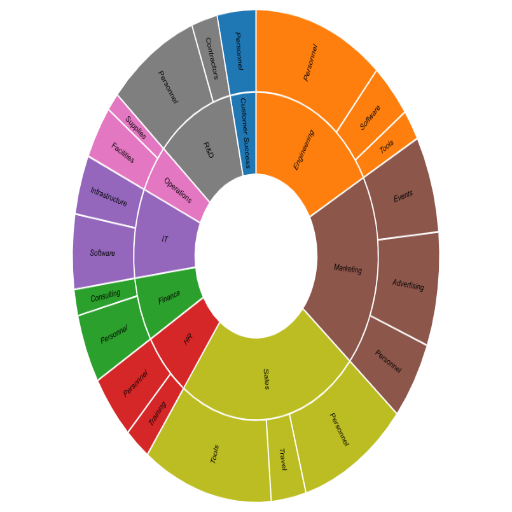 Personnel
Software
Tools
Engineering
Events
Advertising
Personnel
Marketing
Personnel
Travel
Tools
Sales
Training
Personnel
HR
Personnel
Consulting
Finance
Software
Infrastructure
IT
Facilities
Supplies
Operations
Personnel
Contractors
R&D
Personnel
Customer Success